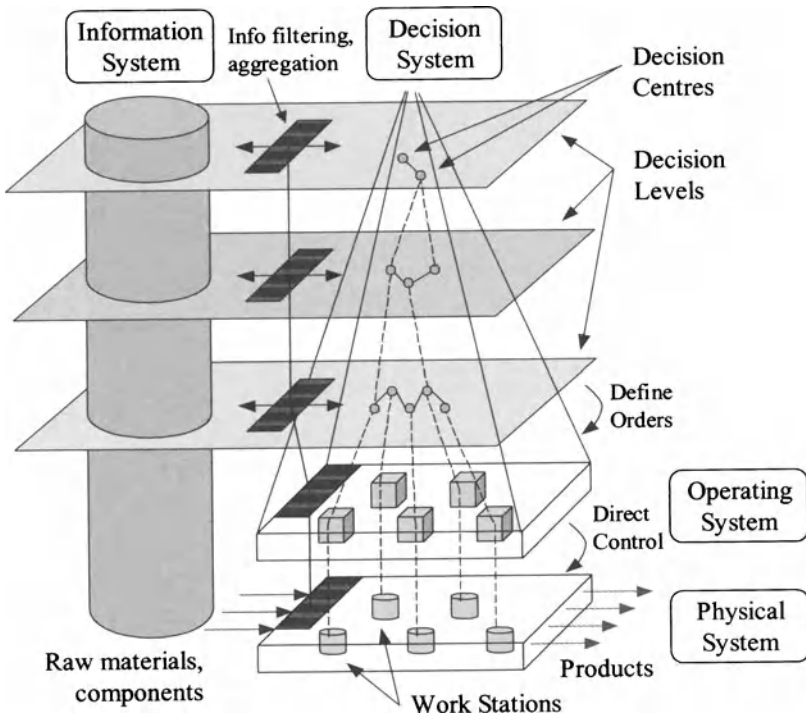 Information
System
Info filtering,
aggregation
Decision
System
Decision
Centres
Decision
Levels
Define
Orders
Operating
System
Direct
Control
Physical
System
Raw materials,
components
Products
Work Stations